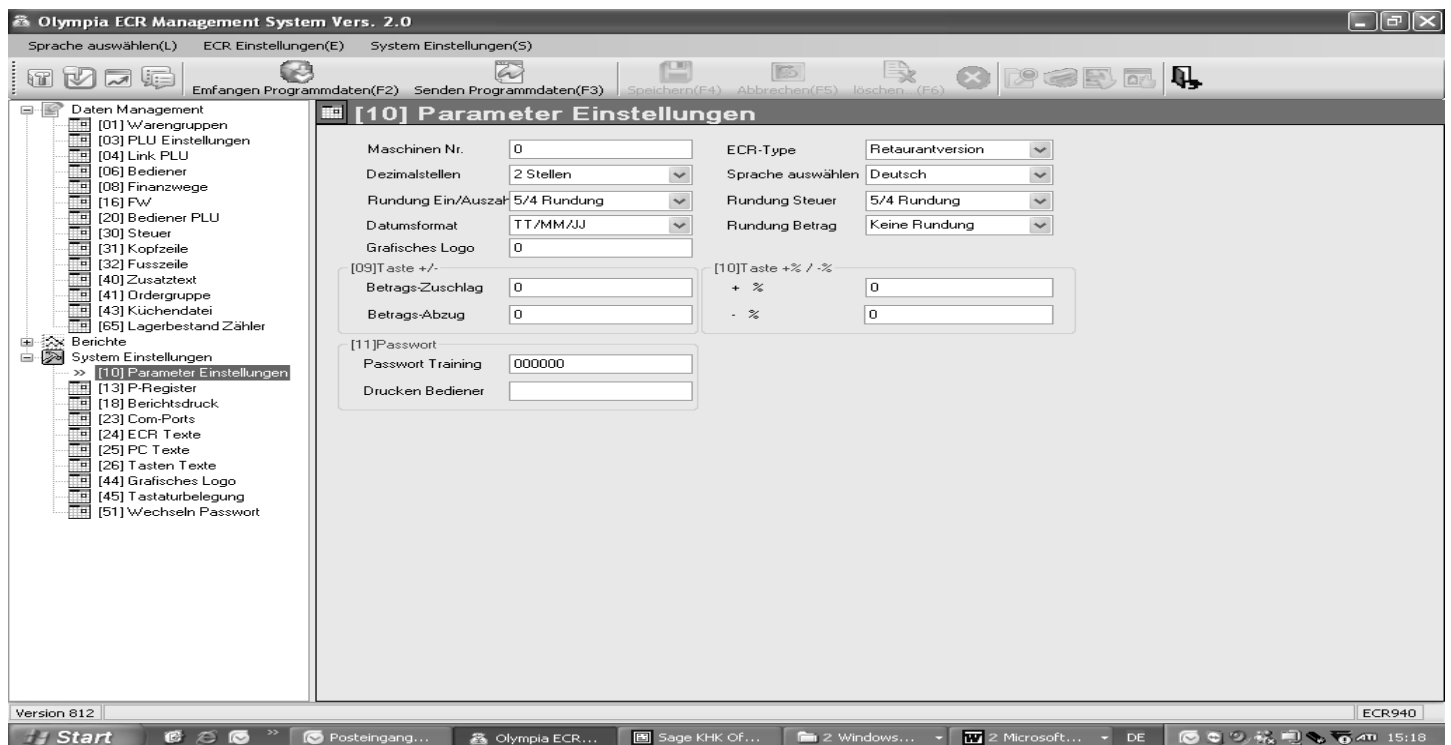 Olympia ECR Management System Vers. 2.0
Sprache auswählen(L) ECR Einstellungen(E) System Einstellungen(S)
Emfangen Programmdaten(F2) Senden Programmdaten(F3) Speichern(F4) Abbrechen(F5) löschen...(F6)
Daten Management
[01] Warengruppen
[03] PLU Einstellungen
[04] Link PLU
[06] Bediener
[08] Finanzwege
[16] FW
[20] Bediener PLU
[30] Steuer
[31] Kopfzeile
[32] Fusszeile
[40] Zusatztext
[41] Ordergruppe
[43] Küchendatei
[65] Lagerbestand Zähler
Berichte
System Einstellungen
>> [10] Parameter Einstellungen
[13] P-Register
[18] Berichtsdruck
[23] Com-Ports
[24] ECR Texte
[25] PC Texte
[26] Tasten Texte
[44] Grafisches Logo
[45] Tastaturbelegung
[51] Wechseln Passwort
[10] Parameter Einstellungen
Maschinen Nr. 0 ECR-Type Retaurantversion
Dezimalstellen 2 Stellen Sprache auswählen Deutsch
Rundung Ein/Auszah 5/4 Rundung Rundung Steuer 5/4 Rundung
Datumsformat TT/MM/JJ Rundung Betrag Keine Rundung
Grafisches Logo 0
[09]Taste +/- [10]Taste +% / -%
Betrags-Zuschlag 0 + % 0
Betrags-Abzug 0 - % 0
[11]Passwort
Passwort Training 000000
Drucken Bediener
Version 812 ECR940
Start Posteingang... Olympia ECR... Sage KHK Of... 2 Windows... 2 Microsoft... DE 15:18